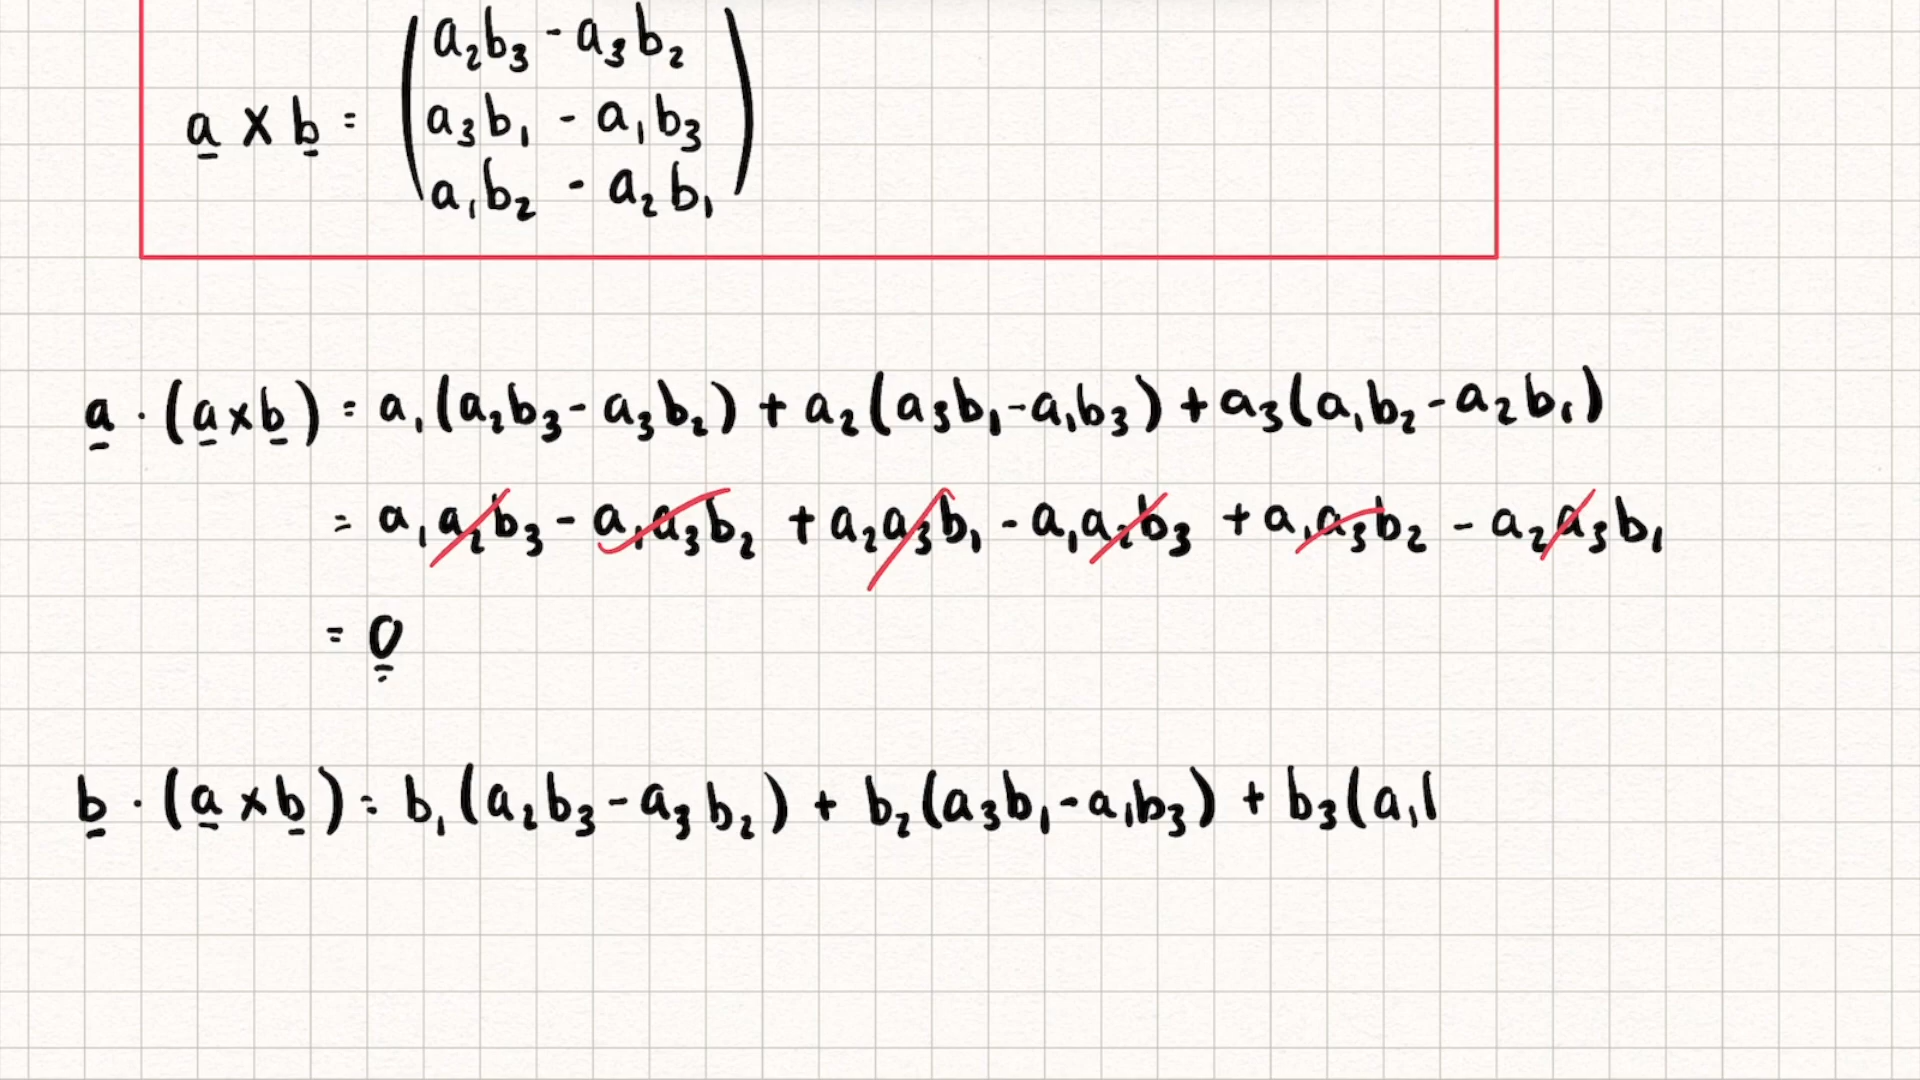 a × b = ( a₂b₃ - a₃b₂
a₃b₁ - a₁b₃
a₁b₂ - a₂b₁ )
a · (a×b) = a₁(a₂b₃ - a₃b₂) + a₂(a₃b₁ - a₁b₃) + a₃(a₁b₂ - a₂b₁)
= a₁a₂b₃ - a₁a₃b₂ + a₂a₃b₁ - a₁a₂b₃ + a₁a₃b₂ - a₂a₃b₁
= 0
b · (a×b) = b₁(a₂b₃ - a₃b₂) + b₂(a₃b₁ - a₁b₃) + b₃(a₁